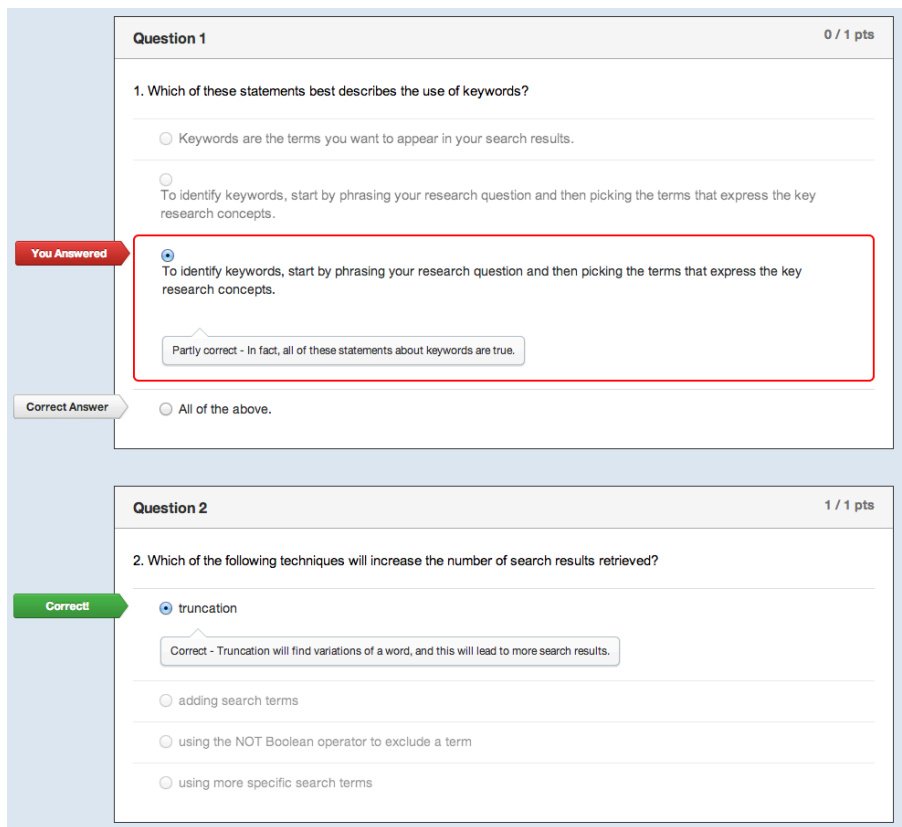 Question 1
0 / 1 pts
1. Which of these statements best describes the use of keywords?
Keywords are the terms you want to appear in your search results.
To identify keywords, start by phrasing your research question and then picking the terms that express the key
research concepts.
You Answered
To identify keywords, start by phrasing your research question and then picking the terms that express the key
research concepts.
Partly correct - In fact, all of these statements about keywords are true.
Correct Answer
All of the above.
Question 2
1 / 1 pts
2. Which of the following techniques will increase the number of search results retrieved?
Correct!
truncation
Correct - Truncation will find variations of a word, and this will lead to more search results.
adding search terms
using the NOT Boolean operator to exclude a term
using more specific search terms